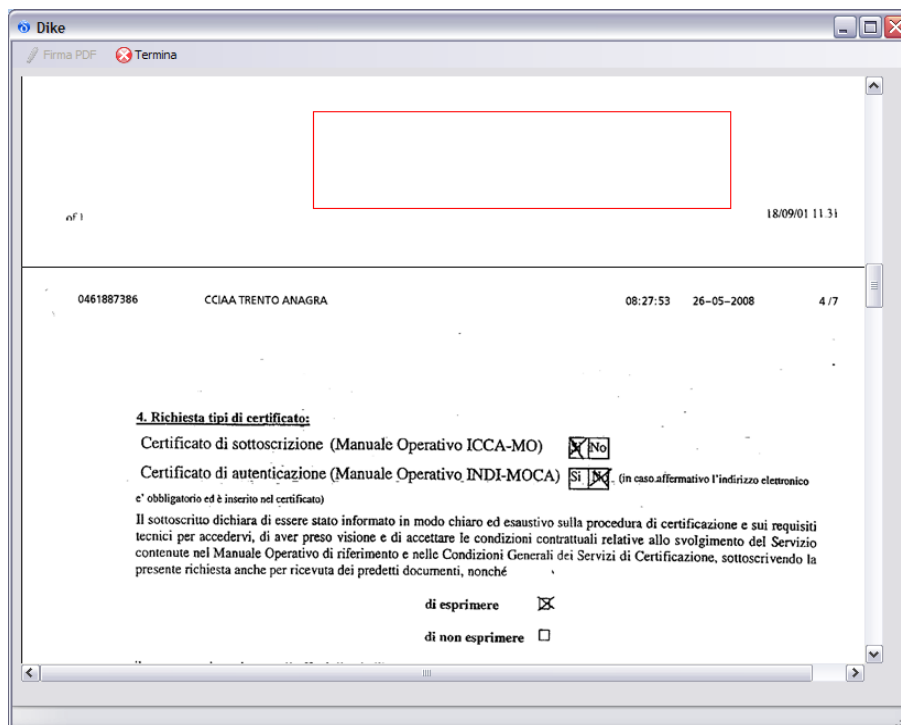 Dike
Firma PDF Termina
of 1 18/09/01 11.31
0461887386 CCIAA TRENTO ANAGRA 08:27:53 26-05-2008 4/7
4. Richiesta tipi di certificato:
Certificato di sottoscrizione (Manuale Operativo ICCA-MO) No
Certificato di autenticazione (Manuale Operativo INDI-MOCA) Si No (in caso affermativo l'indirizzo elettronico
e' obbligatorio ed è inserito nel certificato)
Il sottoscritto dichiara di essere stato informato in modo chiaro ed esaustivo sulla procedura di certificazione e sui requisiti
tecnici per accedervi, di aver preso visione e di accettare le condizioni contrattuali relative allo svolgimento del Servizio
contenute nel Manuale Operativo di riferimento e nelle Condizioni Generali dei Servizi di Certificazione, sottoscrivendo la
presente richiesta anche per ricevuta dei predetti documenti, nonché
di esprimere
di non esprimere